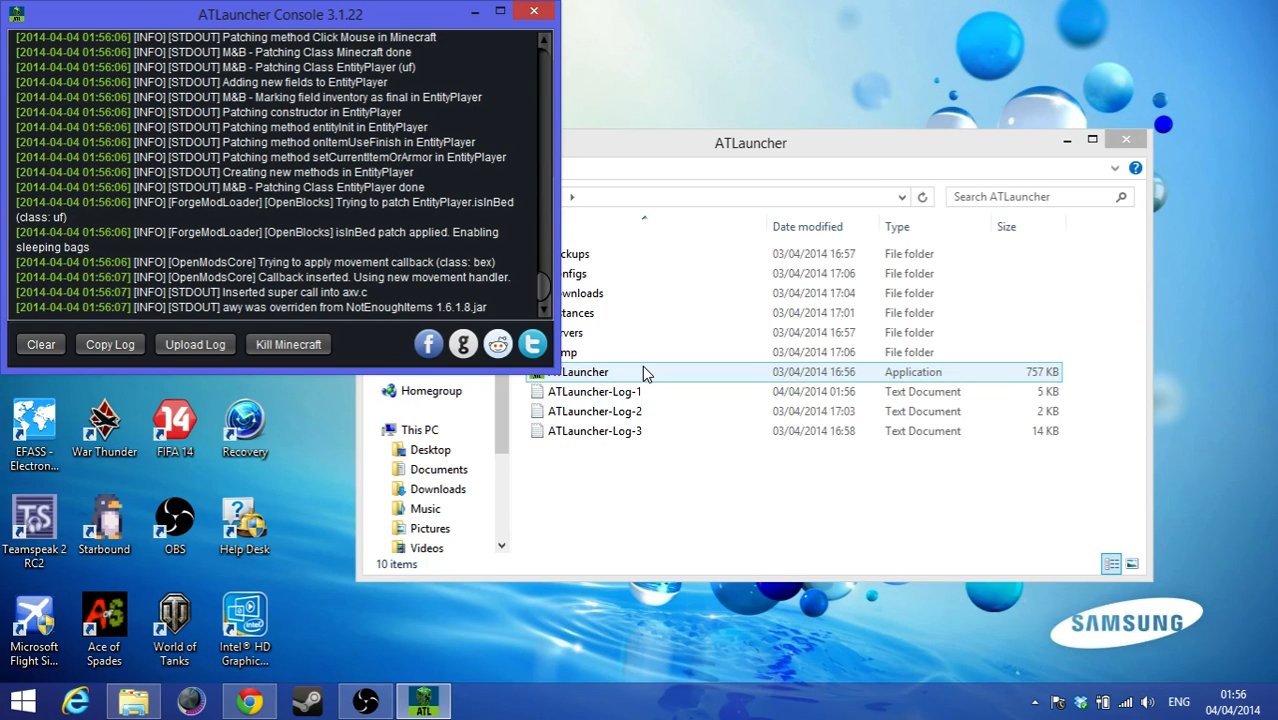 ATLauncher Console 3.1.22
[2014-04-04 01:56:06] [INFO] [STDOUT] Patching method Click Mouse in Minecraft
[2014-04-04 01:56:06] [INFO] [STDOUT] M&B - Patching Class Minecraft done
[2014-04-04 01:56:06] [INFO] [STDOUT] M&B - Patching Class EntityPlayer (uf)
[2014-04-04 01:56:06] [INFO] [STDOUT] Adding new fields to EntityPlayer
[2014-04-04 01:56:06] [INFO] [STDOUT] M&B - Marking field inventory as final in EntityPlayer
[2014-04-04 01:56:06] [INFO] [STDOUT] Patching constructor in EntityPlayer
[2014-04-04 01:56:06] [INFO] [STDOUT] Patching method entityInit in EntityPlayer
[2014-04-04 01:56:06] [INFO] [STDOUT] Patching method onItemUseFinish in EntityPlayer
[2014-04-04 01:56:06] [INFO] [STDOUT] Patching method setCurrentItemOrArmor in EntityPlayer
[2014-04-04 01:56:06] [INFO] [STDOUT] Creating new methods in EntityPlayer
[2014-04-04 01:56:06] [INFO] [STDOUT] M&B - Patching Class EntityPlayer done
[2014-04-04 01:56:06] [INFO] [ForgeModLoader] [OpenBlocks] Trying to patch EntityPlayer.isInBed
(class: uf)
[2014-04-04 01:56:06] [INFO] [ForgeModLoader] [OpenBlocks] isInBed patch applied. Enabling
sleeping bags
[2014-04-04 01:56:06] [INFO] [OpenModsCore] Trying to apply movement callback (class: bex)
[2014-04-04 01:56:07] [INFO] [OpenModsCore] Callback inserted. Using new movement handler.
[2014-04-04 01:56:07] [INFO] [STDOUT] Inserted super call into axv.c
[2014-04-04 01:56:07] [INFO] [STDOUT] awy was overriden from NotEnoughItems 1.6.1.8.jar
Clear Copy Log Upload Log Kill Minecraft
ATLauncher
Search ATLauncher
Date modified Type Size
ckups 03/04/2014 16:57 File folder
nfigs 03/04/2014 17:06 File folder
wnloads 03/04/2014 17:04 File folder
stances 03/04/2014 17:01 File folder
rvers 03/04/2014 16:57 File folder
mp 03/04/2014 17:06 File folder
ATLauncher 03/04/2014 16:56 Application 757 KB
ATLauncher-Log-1 04/04/2014 01:56 Text Document 5 KB
ATLauncher-Log-2 03/04/2014 17:03 Text Document 2 KB
ATLauncher-Log-3 03/04/2014 16:58 Text Document 14 KB
Homegroup
This PC
Desktop
Documents
Downloads
Music
Pictures
Videos
10 items
EFASS -
Electron...
War Thunder
FIFA 14
Recovery
Teamspeak 2
RC2
Starbound
OBS
Help Desk
Microsoft
Flight Si...
Ace of
Spades
World of
Tanks
Intel® HD
Graphic...
SAMSUNG
ATL
ENG
01:56
04/04/2014